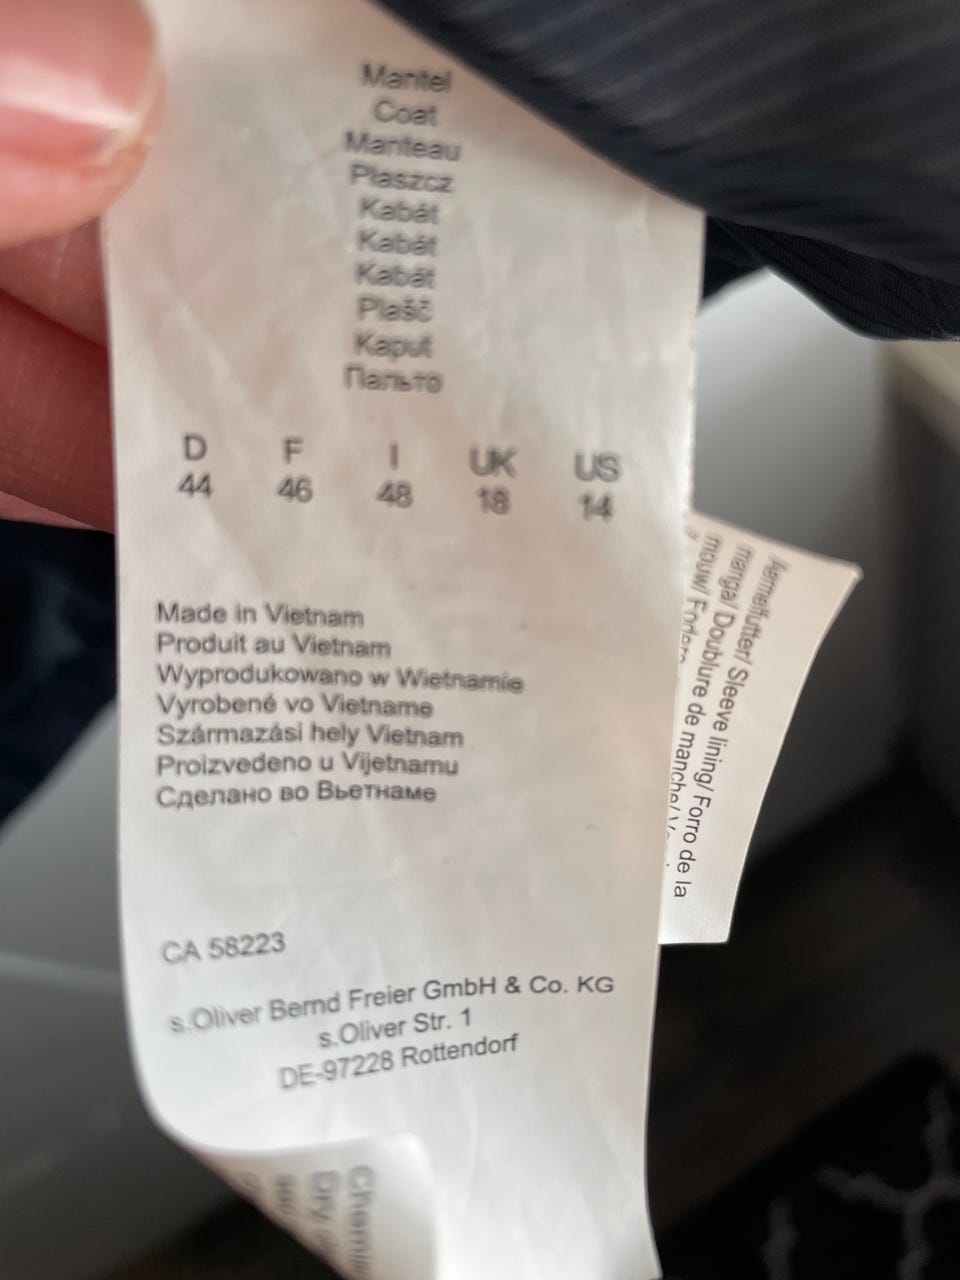 Mantel
Coat
Manteau
Płaszcz
Kabát
Kabát
Kabát
Plašč
Kaput
Пальто
D F I UK US
44 46 48 18 14
Made in Vietnam
Produit au Vietnam
Wyprodukowano w Wietnamie
Vyrobené vo Vietname
Származási hely Vietnam
Proizvedeno u Vijetnamu
Сделано во Вьетнаме
CA 58223
s.Oliver Bernd Freier GmbH & Co. KG
s.Oliver Str. 1
DE-97228 Rottendorf
Ärmelfutter/ Sleeve lining/ Forro de la
manga/ Doublure de manche/
mouw/ Fodera
Dry